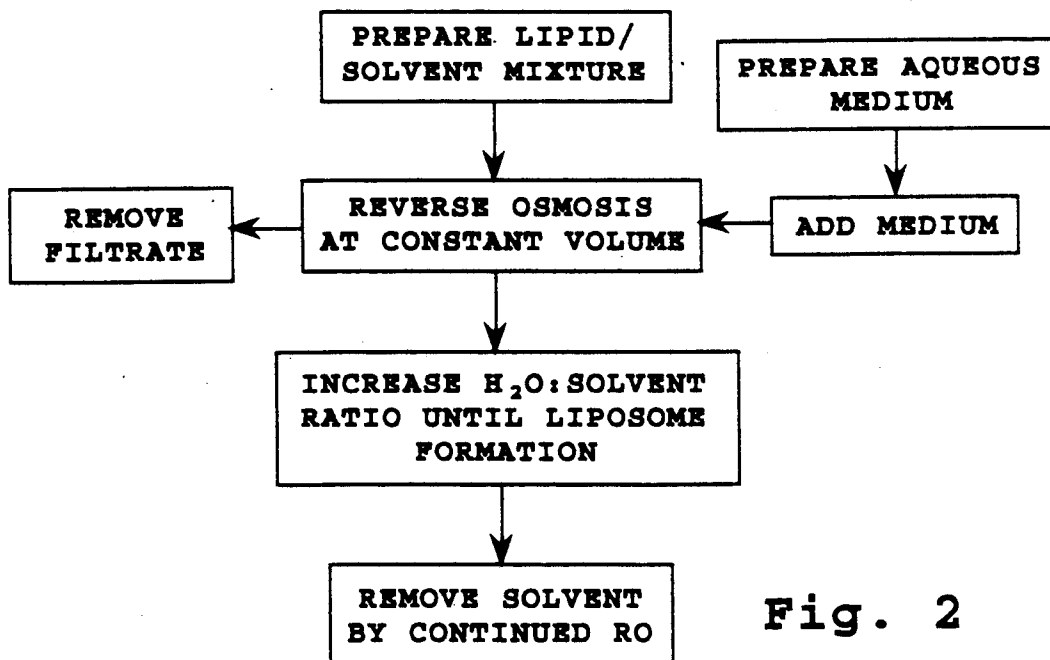 PREPARE LIPID/
SOLVENT MIXTURE
PREPARE AQUEOUS
MEDIUM
REMOVE
FILTRATE
REVERSE OSMOSIS
AT CONSTANT VOLUME
ADD MEDIUM
INCREASE H₂O:SOLVENT
RATIO UNTIL LIPOSOME
FORMATION
REMOVE SOLVENT
BY CONTINUED RO
Fig. 2